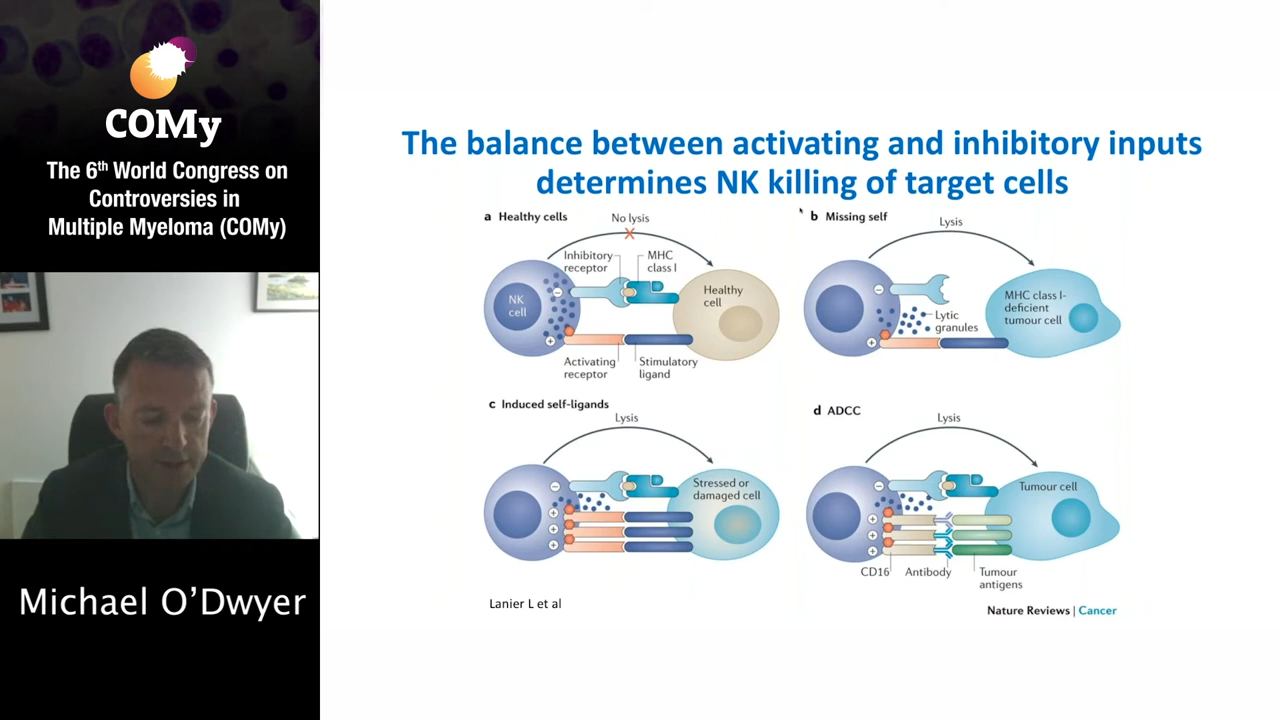 COMy
The 6th World Congress on
Controversies in
Multiple Myeloma (COMy)
Michael O'Dwyer
The balance between activating and inhibitory inputs
determines NK killing of target cells
a Healthy cells
No lysis
X
Inhibitory
receptor
MHC
class I
NK
cell
Healthy
cell
Activating
receptor
Stimulatory
ligand
b Missing self
Lysis
Lytic
granules
MHC class I-
deficient
tumour cell
c Induced self-ligands
Lysis
Stressed or
damaged cell
d ADCC
Lysis
Tumour cell
CD16
Antibody
Tumour
antigens
Lanier L et al
Nature Reviews | Cancer